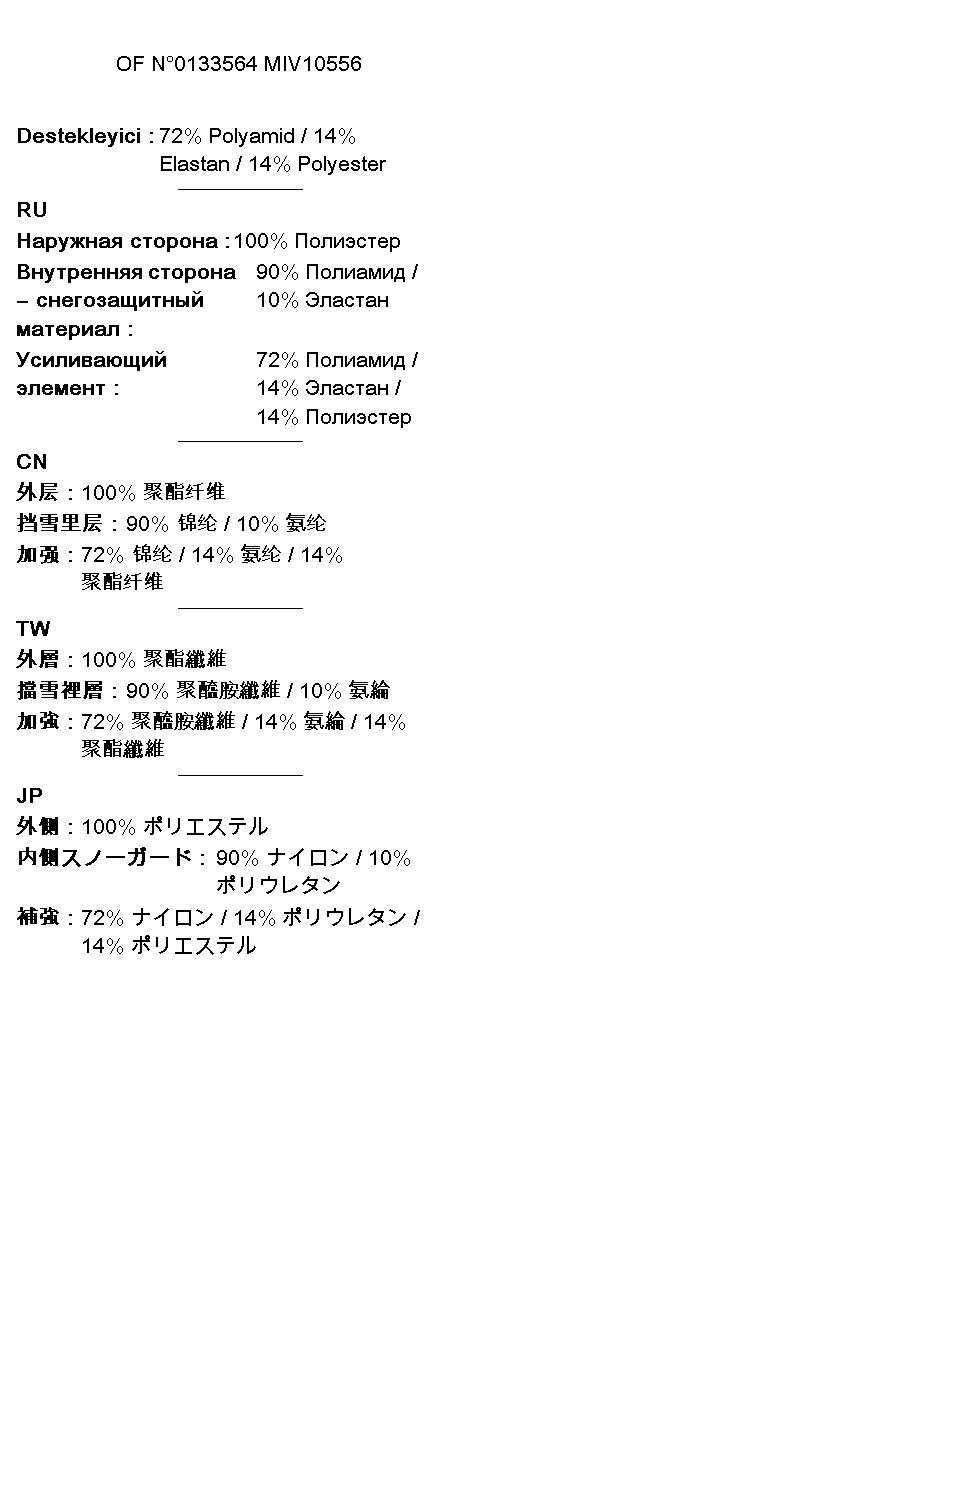 OF N°0133564 MIV10556
Destekleyici : 72% Polyamid / 14%
Elastan / 14% Polyester
RU
Наружная сторона : 100% Полиэстер
Внутренняя сторона 90% Полиамид /
– снегозащитный 10% Эластан
материал :
Усиливающий 72% Полиамид /
элемент : 14% Эластан /
14% Полиэстер
CN
外层 : 100% 聚酯纤维
挡雪里层 : 90% 锦纶 / 10% 氨纶
加强 : 72% 锦纶 / 14% 氨纶 / 14%
聚酯纤维
TW
外層 : 100% 聚酯纖維
擋雪裡層 : 90% 聚醯胺纖維 / 10% 氨綸
加強 : 72% 聚醯胺纖維 / 14% 氨綸 / 14%
聚酯纖維
JP
外側 : 100% ポリエステル
内側スノーガード : 90% ナイロン / 10%
ポリウレタン
補強 : 72% ナイロン / 14% ポリウレタン /
14% ポリエステル